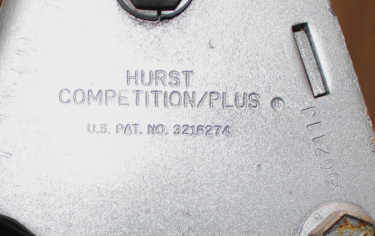 HURST
COMPETITION/PLUS
U.S. PAT. NO. 3216274